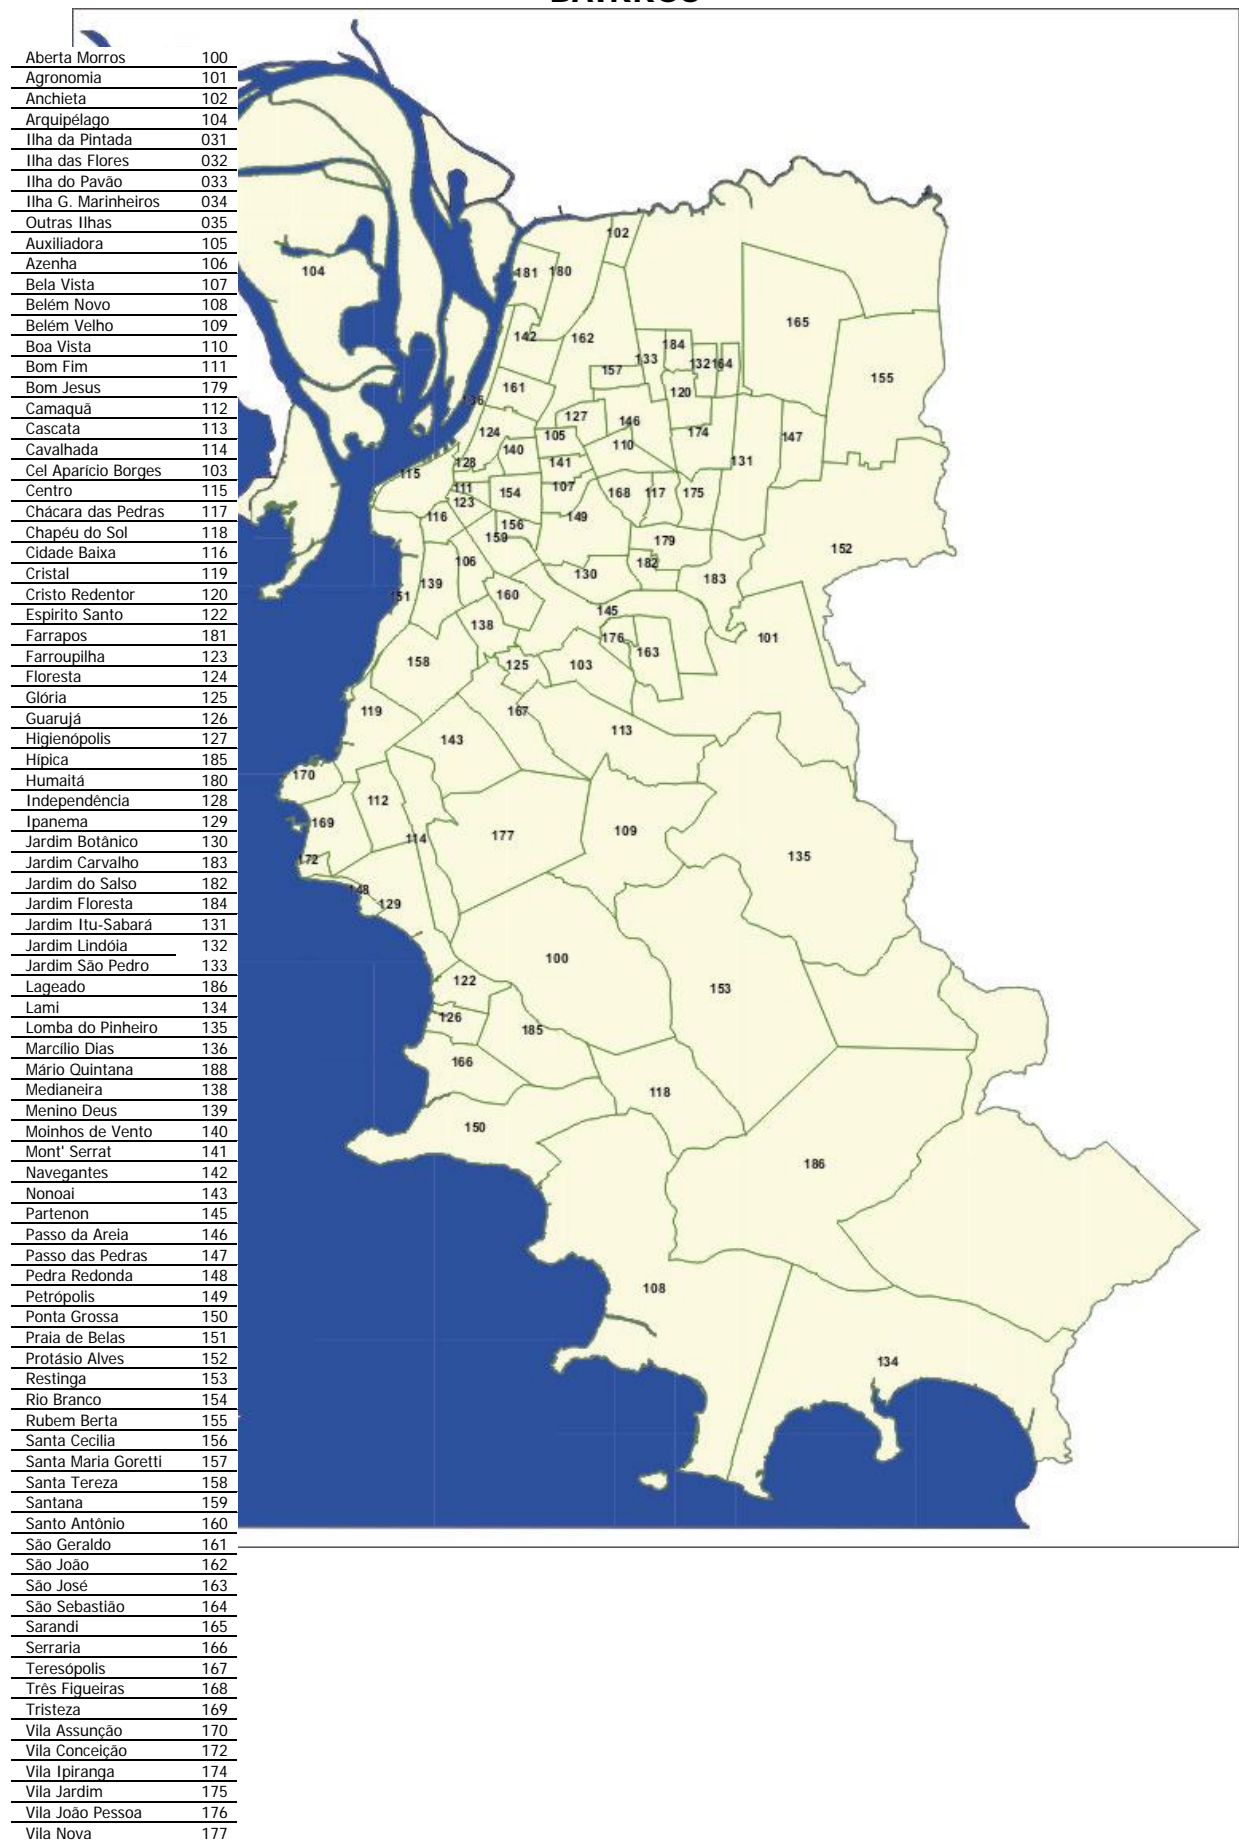 BAIRROS
Aberta Morros 100
Agronomia 101
Anchieta 102
Arquipélago 104
Ilha da Pintada 031
Ilha das Flores 032
Ilha do Pavão 033
Ilha G. Marinheiros 034
Outras Ilhas 035
Auxiliadora 105
Azenha 106
Bela Vista 107
Belém Novo 108
Belém Velho 109
Boa Vista 110
Bom Fim 111
Bom Jesus 179
Camaquã 112
Cascata 113
Cavalhada 114
Cel Aparício Borges 103
Centro 115
Chácara das Pedras 117
Chapéu do Sol 118
Cidade Baixa 116
Cristal 119
Cristo Redentor 120
Espirito Santo 122
Farrapos 181
Farroupilha 123
Floresta 124
Glória 125
Guarujá 126
Higienópolis 127
Hípica 185
Humaitá 180
Independência 128
Ipanema 129
Jardim Botânico 130
Jardim Carvalho 183
Jardim do Salso 182
Jardim Floresta 184
Jardim Itu-Sabará 131
Jardim Lindóia 132
Jardim São Pedro 133
Lageado 186
Lami 134
Lomba do Pinheiro 135
Marcílio Dias 136
Mário Quintana 188
Medianeira 138
Menino Deus 139
Moinhos de Vento 140
Mont' Serrat 141
Navegantes 142
Nonoai 143
Partenon 145
Passo da Areia 146
Passo das Pedras 147
Pedra Redonda 148
Petrópolis 149
Ponta Grossa 150
Praia de Belas 151
Protásio Alves 152
Restinga 153
Rio Branco 154
Rubem Berta 155
Santa Cecilia 156
Santa Maria Goretti 157
Santa Tereza 158
Santana 159
Santo Antônio 160
São Geraldo 161
São João 162
São José 163
São Sebastião 164
Sarandi 165
Serraria 166
Teresópolis 167
Três Figueiras 168
Tristeza 169
Vila Assunção 170
Vila Conceição 172
Vila Ipiranga 174
Vila Jardim 175
Vila João Pessoa 176
Vila Nova 177
102
104
181 180
165
142
162
184
133
132 164
157
155
161
120
136
127
146
124
105
174
147
110
140
131
128
141
115
111
107
154
168 117 175
123
116
156
149
159
179
152
106
182
130
183
139
160
151
145
138
176
101
163
158
125
103
119
167
113
143
170
112
169
109
114
177
172
135
148
129
100
122
153
126
185
166
118
150
186
108
134